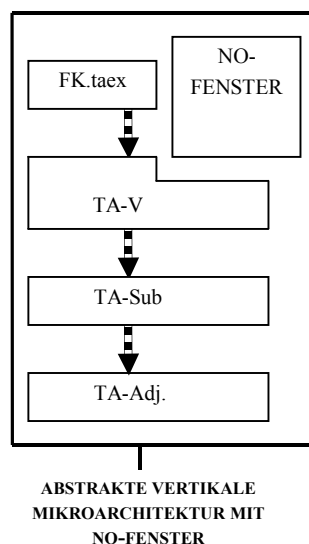 FK.taex
NO-
FENSTER
TA-V
TA-Sub
TA-Adj.
ABSTRAKTE VERTIKALE
MIKROARCHITEKTUR MIT
NO-FENSTER